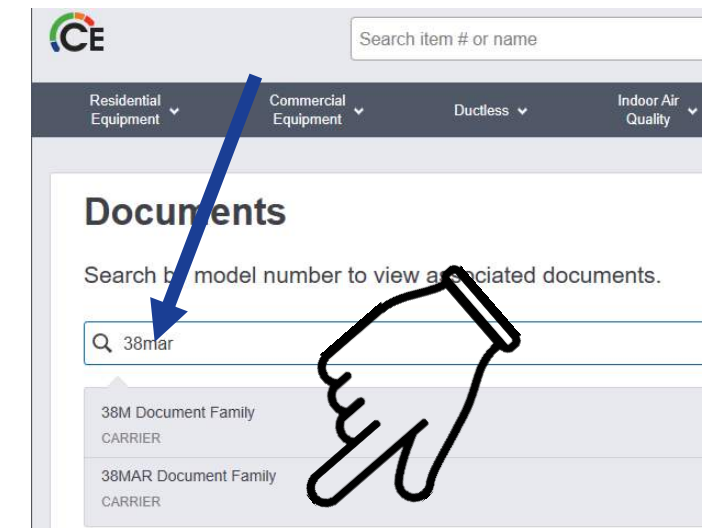 CE
Search item # or name
Residential Equipment
Commercial Equipment
Ductless
Indoor Air Quality
Documents
Search by model number to view associated documents.
38mar
38M Document Family
CARRIER
38MAR Document Family
CARRIER